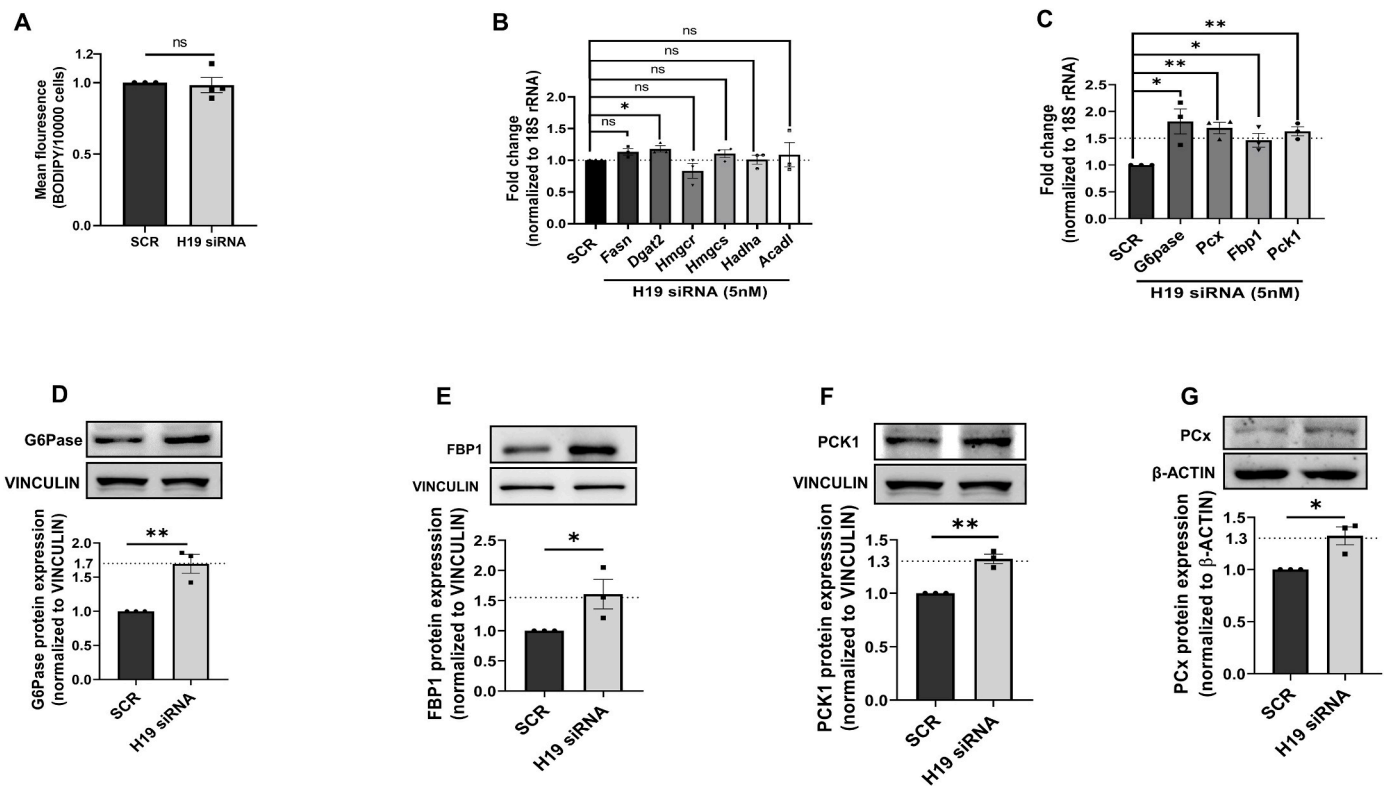 A
ns
Mean flouresence
(BODIPY/10000 cells)
1.2
1.0
0.5
0.0
SCR
H19 siRNA
B
ns
ns
ns
ns
*
ns
Fold change
(normalized to 18S rRNA)
2.0
1.5
1.0
0.5
0.0
SCR
Fasn
Dgat2
Hmgcr
Hmgcs
Hadha
Acadl
H19 siRNA (5nM)
C
**
*
**
*
Fold change
(normalized to 18S rRNA)
2.5
2.0
1.5
1.0
0.5
0.0
SCR
G6pase
Pcx
Fbp1
Pck1
H19 siRNA (5nM)
D
G6Pase
VINCULIN
**
G6Pase protein expression
(normalized to VINCULIN)
2.0
1.7
1.5
1.0
0.5
0.0
SCR
H19 siRNA
E
FBP1
VINCULIN
*
FBP1 protein expresssion
(normalized to VINCULIN)
2.5
2.0
1.5
1.0
0.5
0.0
SCR
H19 siRNA
F
PCK1
VINCULIN
**
PCK1 protein expresssion
(normalized to VINCULIN)
1.5
1.3
1.0
0.5
0.0
SCR
H19 siRNA
G
PCx
β-ACTIN
*
PCx protein expression
(normalized to β-ACTIN)
1.5
1.3
1.0
0.5
0.0
SCR
H19 siRNA